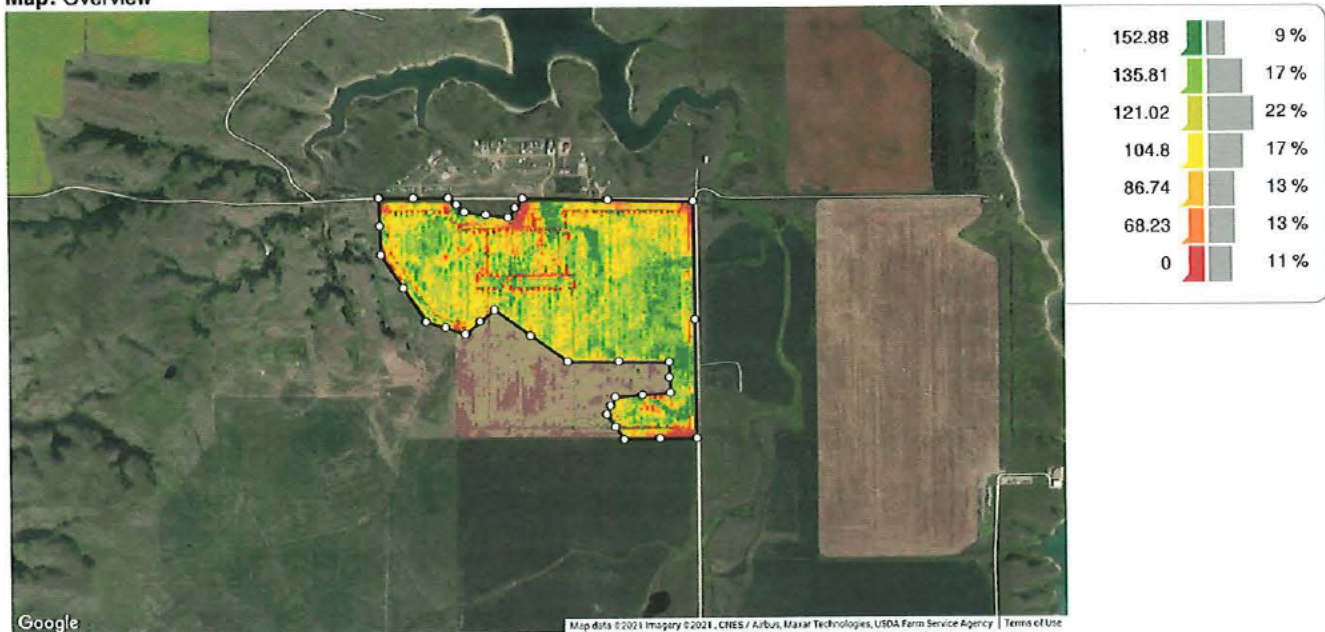 Map: Overview
152.88 9 %
135.81 17 %
121.02 22 %
104.8 17 %
86.74 13 %
68.23 13 %
0 11 %
Google
Map data ©2021 Imagery ©2021, CNES / Airbus, Maxar Technologies, USDA Farm Service Agency | Terms of Use